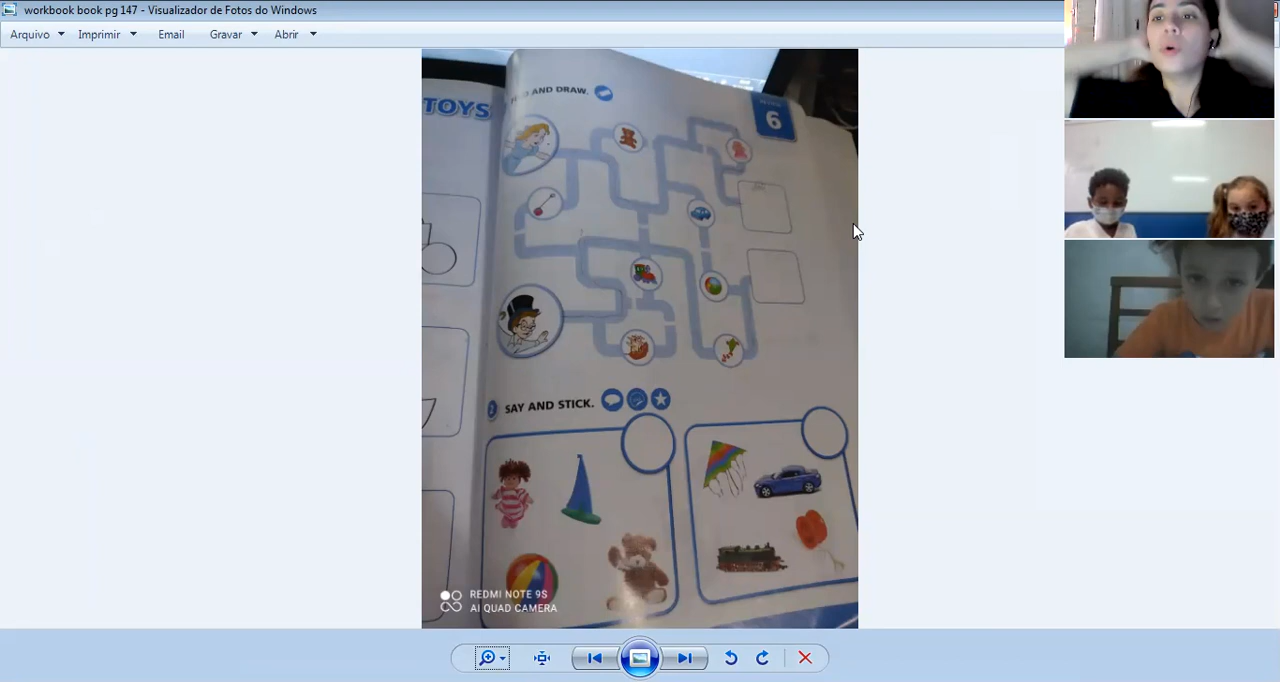 workbook book pg 147 - Visualizador de Fotos do Windows
Arquivo Imprimir Email Gravar Abrir
TOYS
AND DRAW.
6
2 SAY AND STICK.
REDMI NOTE 9S
AI QUAD CAMERA